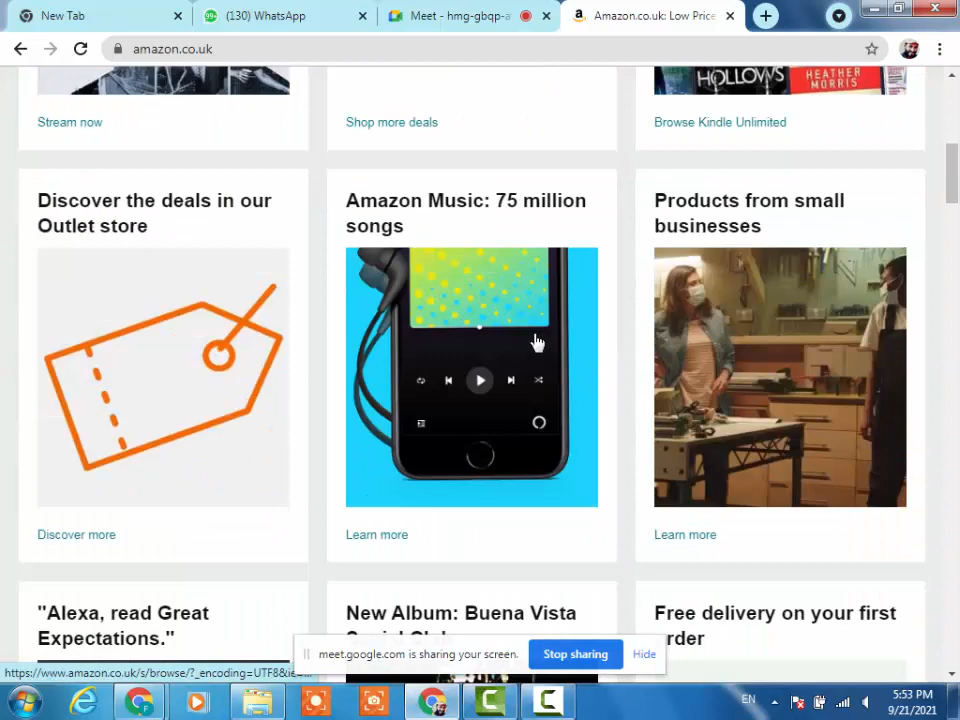 New Tab
(130) WhatsApp
Meet - hmg-gbqp-a
Amazon.co.uk: Low Price
amazon.co.uk
HOLLOWS
HEATHER
MORRIS
Stream now
Shop more deals
Browse Kindle Unlimited
Discover the deals in our
Outlet store
Amazon Music: 75 million
songs
Products from small
businesses
Discover more
Learn more
Learn more
"Alexa, read Great
Expectations."
New Album: Buena Vista
Social Club
Free delivery on your first
order
meet.google.com is sharing your screen.
Stop sharing
Hide
https://www.amazon.co.uk/s/browse/?_encoding=UTF8&ie=...
EN
5:53 PM
9/21/2021